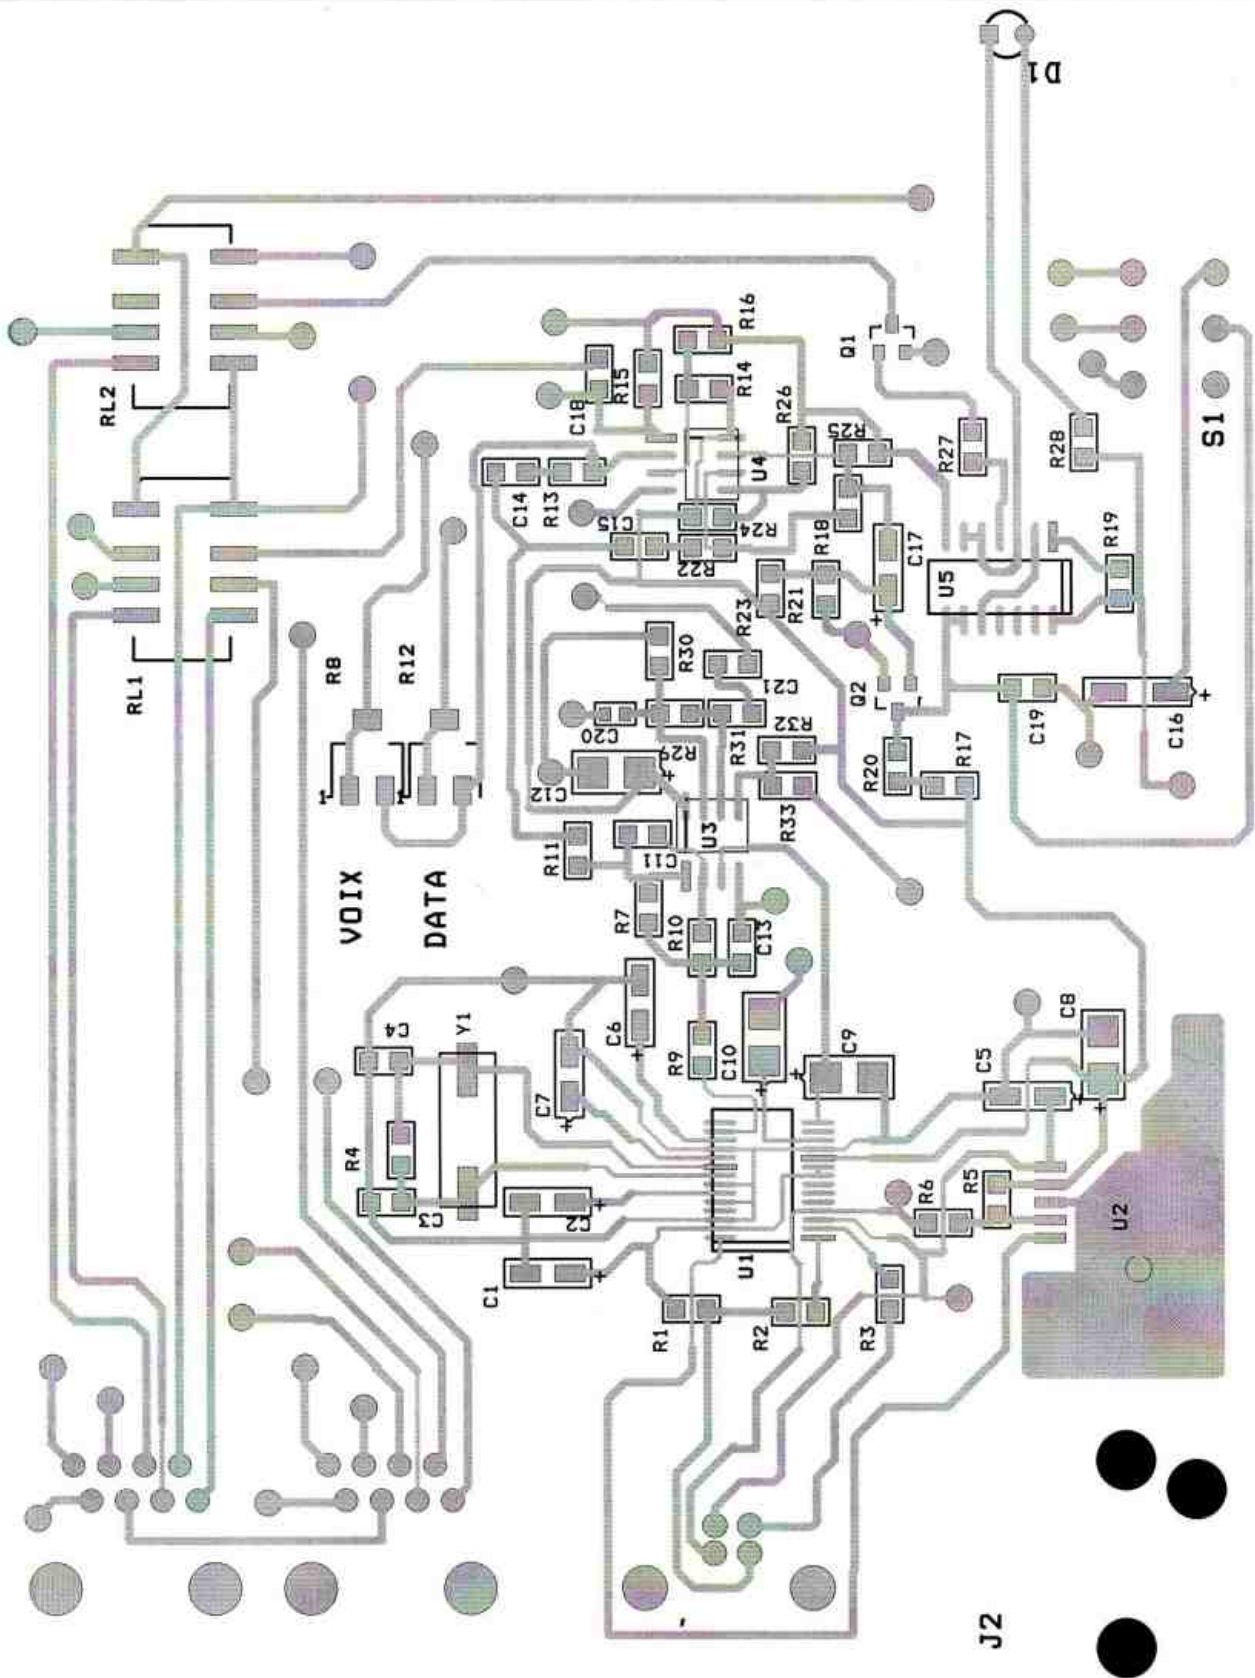 D1
RL2
R16
R15
R14
Q1
C18
R26
R25
R27
R28
S1
U4
C14
R13
C15
R24
R18
C17
R22
U5
R19
R23
R21
+
RL1
R8
R12
R30
C21
Q2
C20
R31
R32
C19
C16
+
R29
+
C12
R20
R17
1
1
R33
U3
R11
C11
VOIX
DATA
R7
R10
C13
C4
Y1
C6
+
R9
C10
+
C9
+
C8
C5
+
+
C7
+
R4
C3
C2
+
C1
+
U1
R6
R5
U2
R1
R2
R3
J2